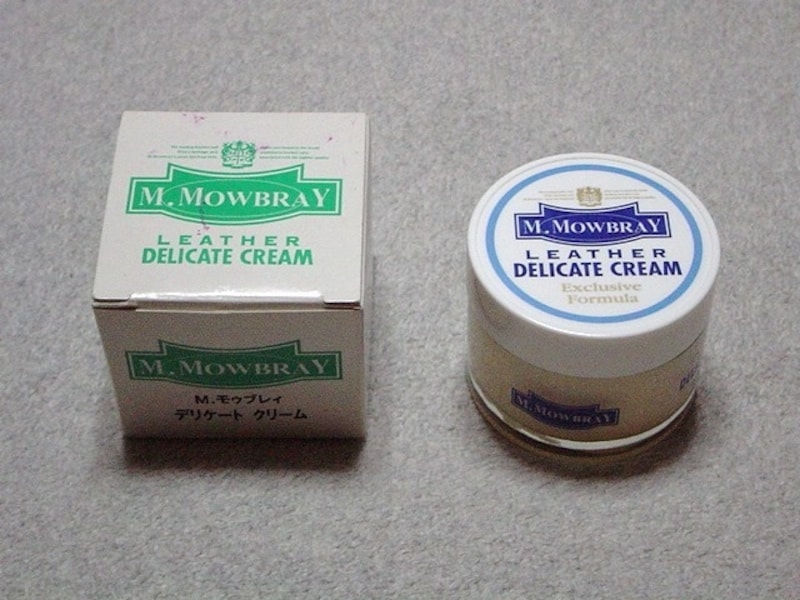 M. MOWBRAY
LEATHER
DELICATE CREAM
M. MOWBRAY
M.モゥブレィ
デリケート クリーム
M. MOWBRAY
LEATHER
DELICATE CREAM
Exclusive
Formula
M. MOWBRAY